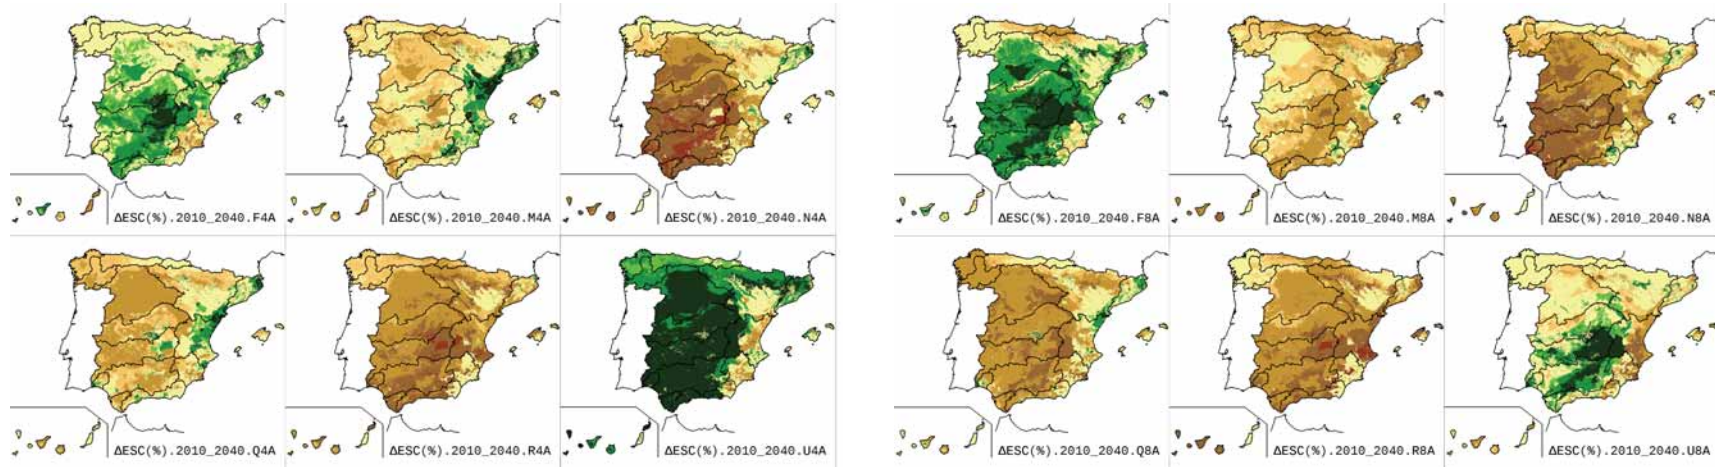 ΔESC(%).2010_2040.F4A
ΔESC(%).2010_2040.M4A
ΔESC(%).2010_2040.N4A
ΔESC(%).2010_2040.F8A
ΔESC(%).2010_2040.M8A
ΔESC(%).2010_2040.N8A
ΔESC(%).2010_2040.Q4A
ΔESC(%).2010_2040.R4A
ΔESC(%).2010_2040.U4A
ΔESC(%).2010_2040.Q8A
ΔESC(%).2010_2040.R8A
ΔESC(%).2010_2040.U8A